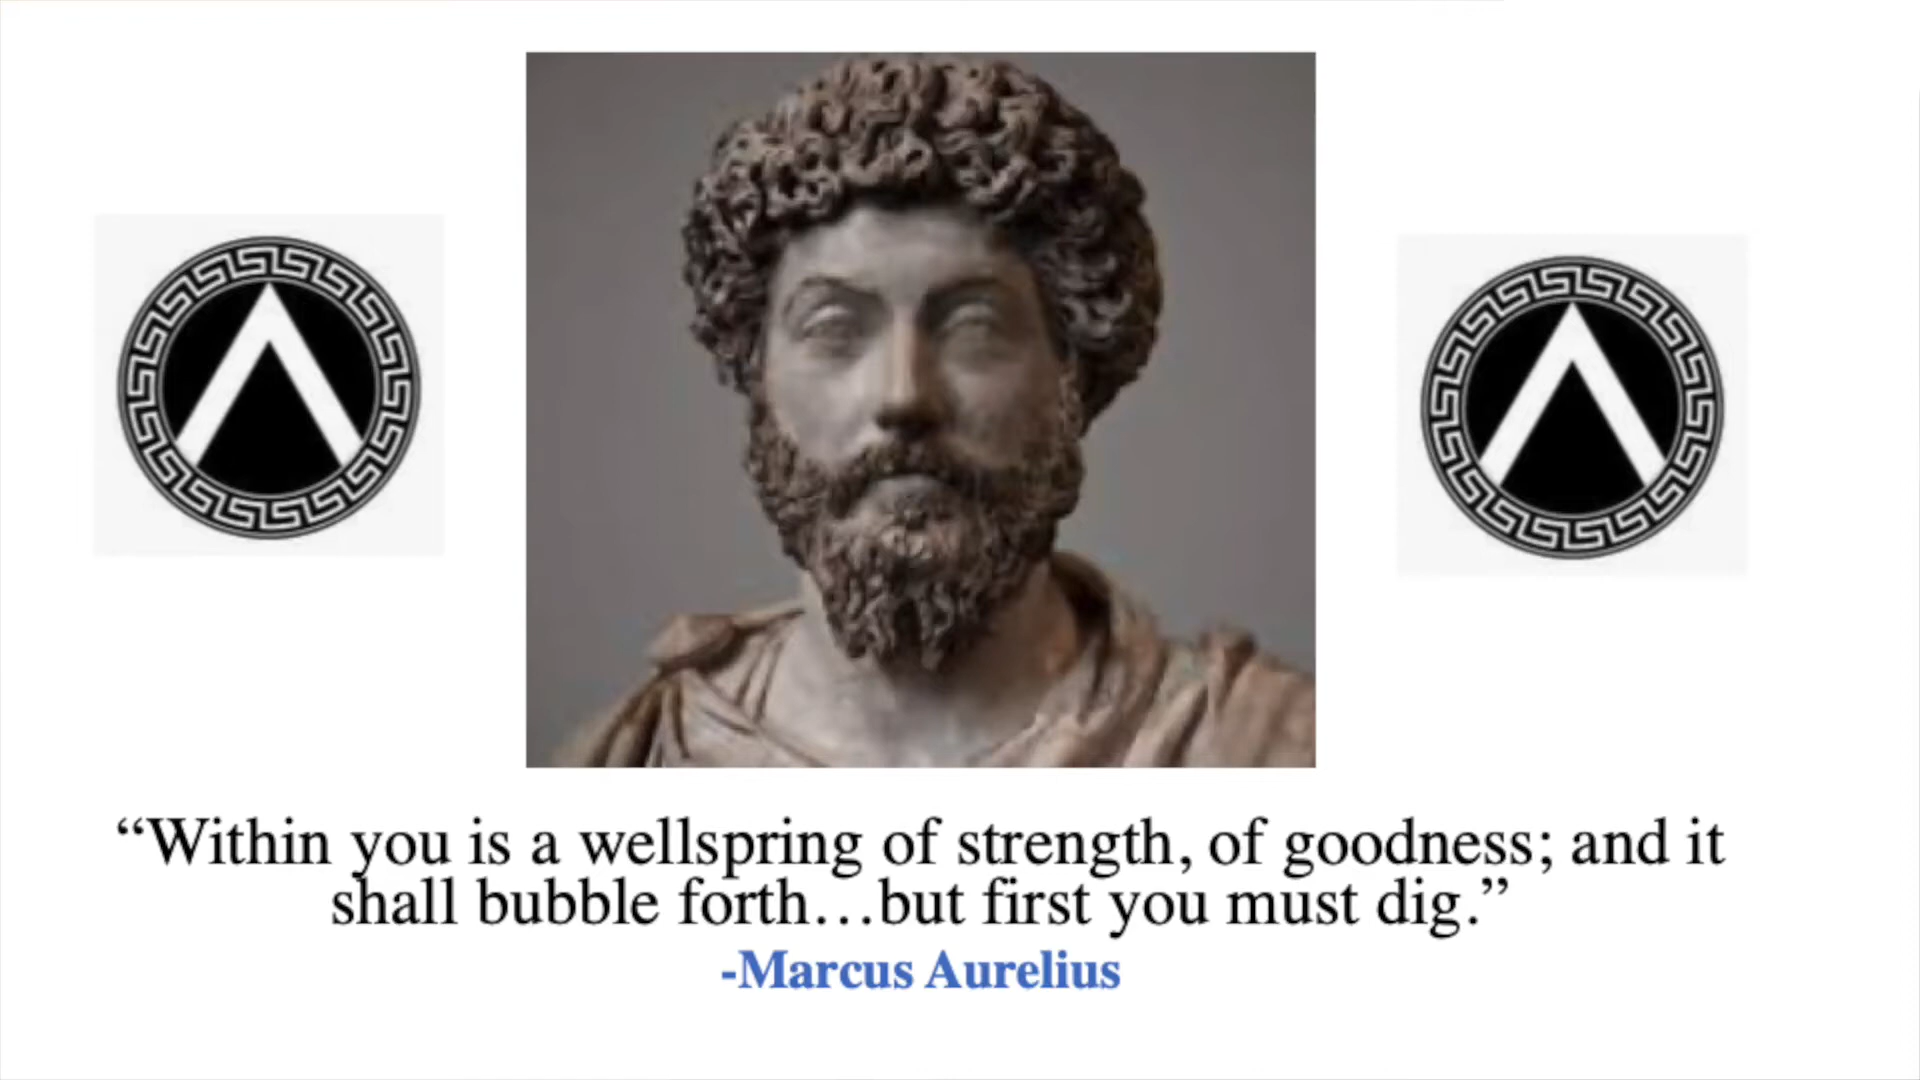 “Within you is a wellspring of strength, of goodness; and it
shall bubble forth…but first you must dig.”
-Marcus Aurelius